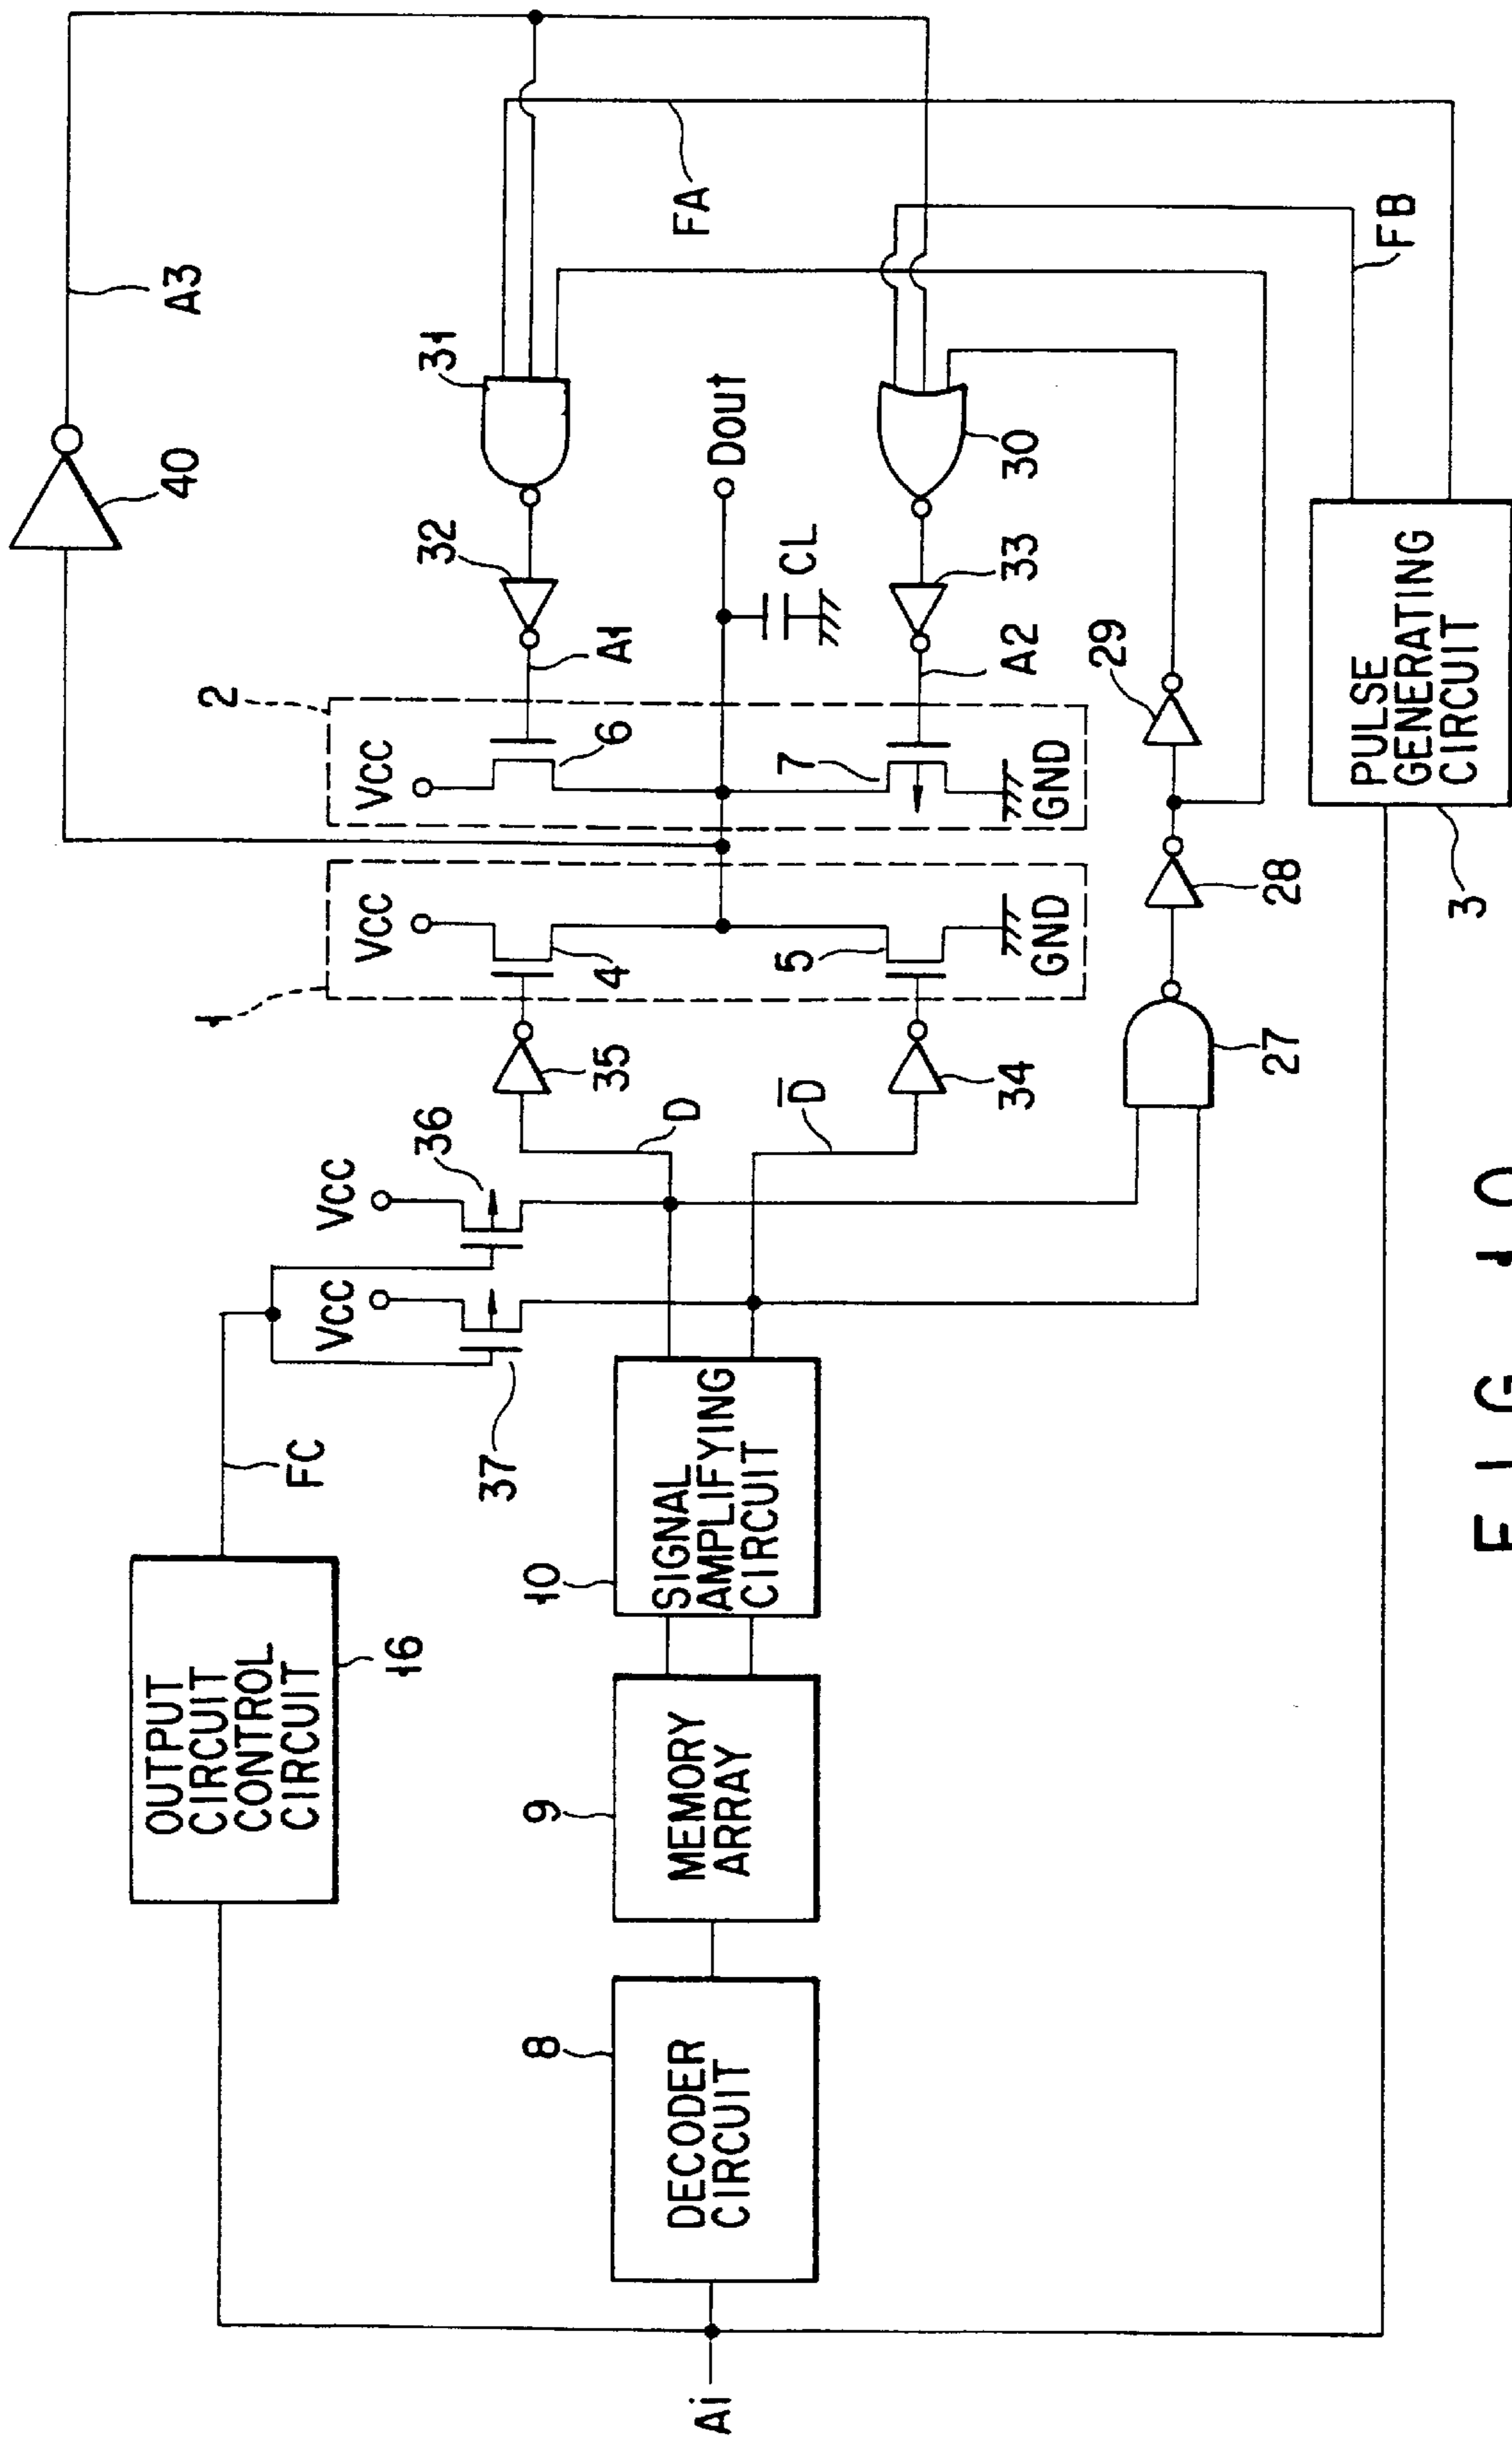 A3
40
31
32
A1
FA
Dout
CL
30
33
A2
FB
2
VCC
6
7
GND
29
PULSE
GENERATING
CIRCUIT
3
1
VCC
4
5
GND
28
35
34
27
D
D̅
VCC
36
VCC
37
FC
OUTPUT
CIRCUIT
CONTROL
CIRCUIT
16
10
SIGNAL
AMPLIFYING
CIRCUIT
9
MEMORY
ARRAY
8
DECODER
CIRCUIT
Ai
FIG 10